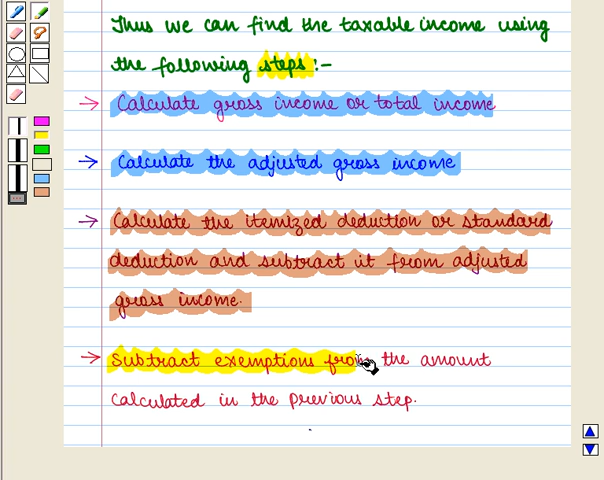 Thus we can find the taxable income using
the following steps:-
→ Calculate gross income or total income
→ Calculate the adjusted gross income
→ Calculate the itemized deduction or standard
deduction and subtract it from adjusted
gross income.
→ Subtract exemptions from the amount
calculated in the previous step.